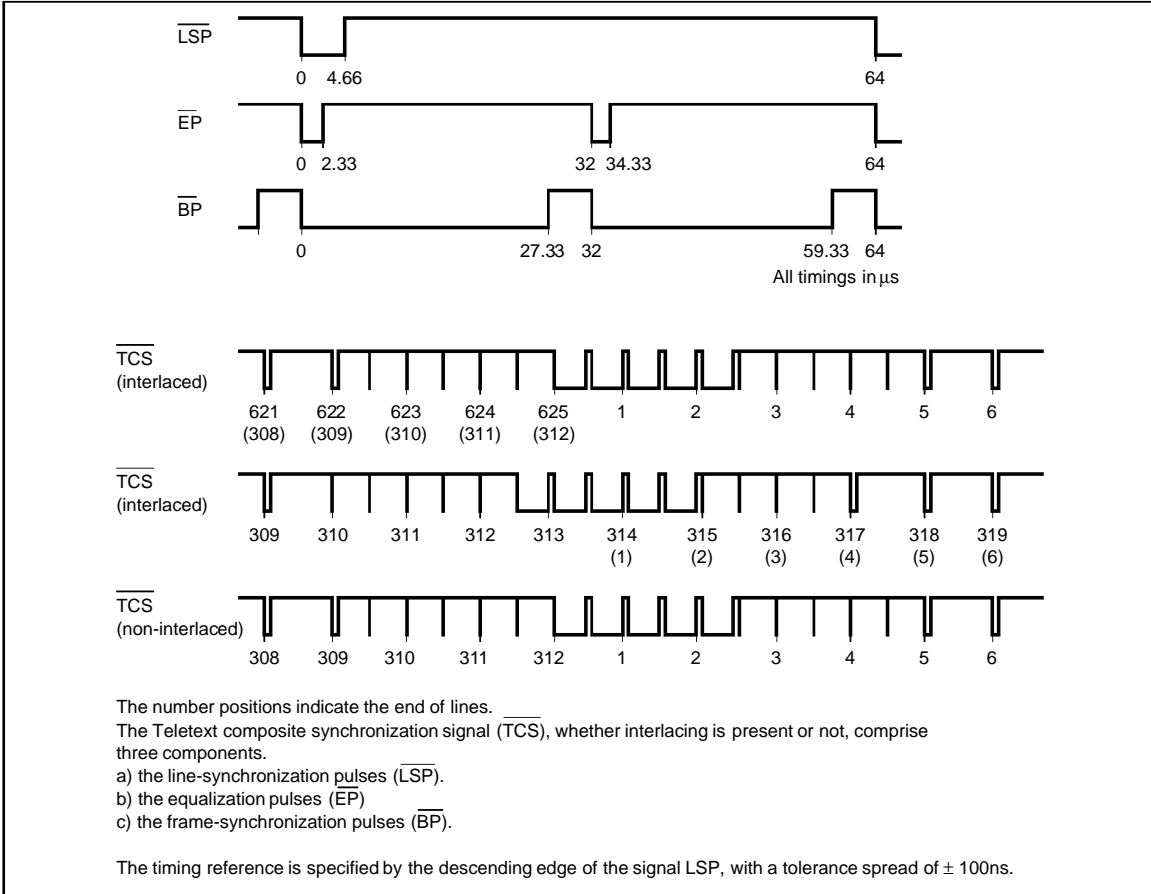 LSP
0 4.66 64
EP
0 2.33 32 34.33 64
BP
0 27.33 32 59.33 64
All timings in μs
TCS
(interlaced)
621 622 623 624 625 1 2 3 4 5 6
(308) (309) (310) (311) (312)
TCS
(interlaced)
309 310 311 312 313 314 315 316 317 318 319
(1) (2) (3) (4) (5) (6)
TCS
(non-interlaced)
308 309 310 311 312 1 2 3 4 5 6
The number positions indicate the end of lines.
The Teletext composite synchronization signal (TCS), whether interlacing is present or not, comprise
three components.
a) the line-synchronization pulses (LSP).
b) the equalization pulses (EP)
c) the frame-synchronization pulses (BP).
The timing reference is specified by the descending edge of the signal LSP, with a tolerance spread of ± 100ns.